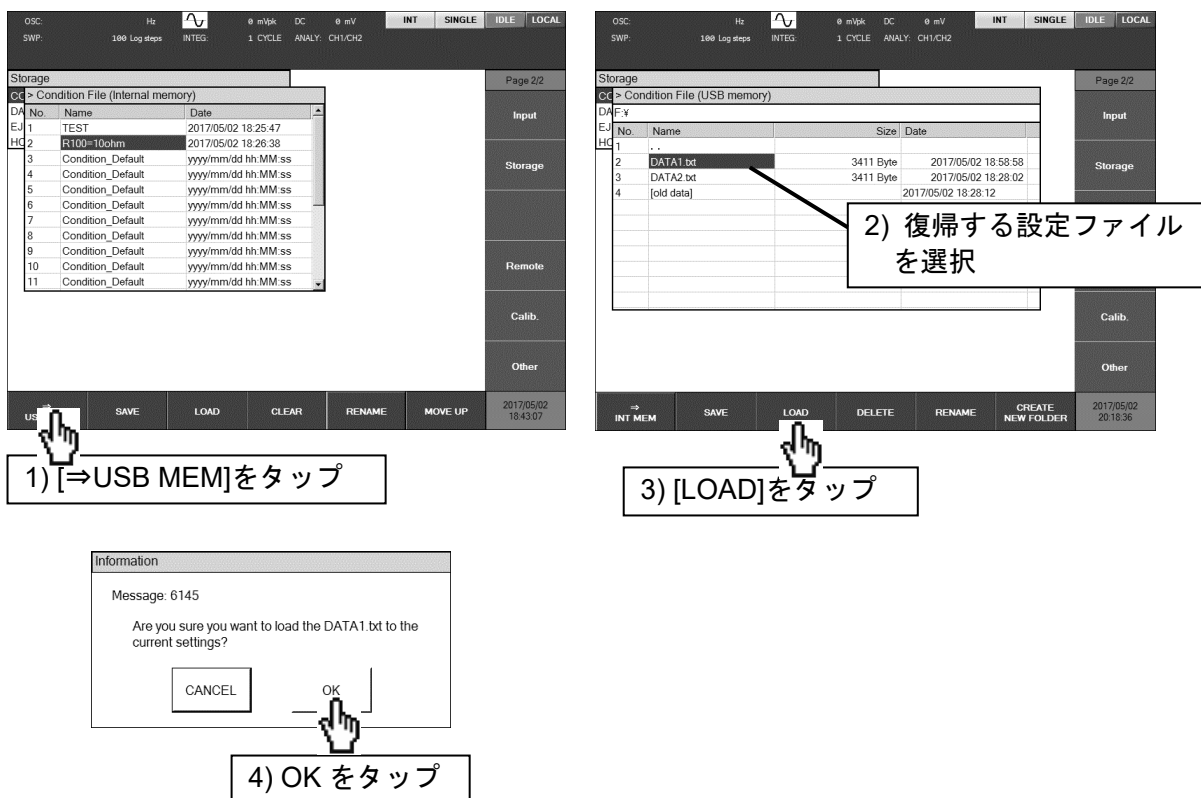 OSC: Hz 0 mVpk DC 0 mV INT SINGLE IDLE LOCAL
SWP: 100 Log steps INTEG: 1 CYCLE ANALY: CH1/CH2
Storage Page 2/2
> Condition File (Internal memory)
DA No. Name Date
EJ 1 TEST 2017/05/02 18:25:47
HC 2 R100=10ohm 2017/05/02 18:26:38
3 Condition_Default yyyy/mm/dd hh:MM:ss
4 Condition_Default yyyy/mm/dd hh:MM:ss
5 Condition_Default yyyy/mm/dd hh:MM:ss
6 Condition_Default yyyy/mm/dd hh:MM:ss
7 Condition_Default yyyy/mm/dd hh:MM:ss
8 Condition_Default yyyy/mm/dd hh:MM:ss
9 Condition_Default yyyy/mm/dd hh:MM:ss
10 Condition_Default yyyy/mm/dd hh:MM:ss
11 Condition_Default yyyy/mm/dd hh:MM:ss
Input
Storage
Remote
Calib.
Other
⇒
US SAVE LOAD CLEAR RENAME MOVE UP 2017/05/02
18:43:07
1) [⇒USB MEM]をタップ
OSC: Hz 0 mVpk DC 0 mV INT SINGLE IDLE LOCAL
SWP: 100 Log steps INTEG: 1 CYCLE ANALY: CH1/CH2
Storage Page 2/2
> Condition File (USB memory)
DA F:¥
EJ No. Name Size Date
HC 1 . .
2 DATA1.txt 3411 Byte 2017/05/02 18:58:58
3 DATA2.txt 3411 Byte 2017/05/02 18:28:02
4 [old data] 2017/05/02 18:28:12
Input
Storage
Calib.
Other
2) 復帰する設定ファイル
を選択
⇒
INT MEM SAVE LOAD DELETE RENAME CREATE
NEW FOLDER 2017/05/02
20:18:36
3) [LOAD]をタップ
Information
Message: 6145
Are you sure you want to load the DATA1.txt to the
current settings?
CANCEL OK
4) OK をタップ